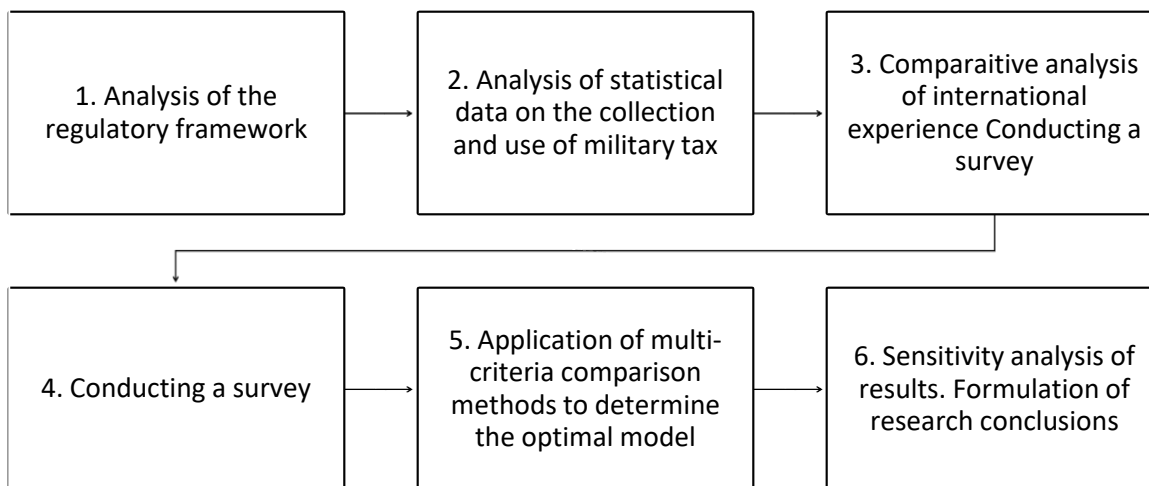 1. Analysis of the
regulatory framework
2. Analysis of statistical
data on the collection
and use of military tax
3. Comparaitive analysis
of international
experience Conducting a
survey
4. Conducting a survey
5. Application of multi-
criteria comparison
methods to determine
the optimal model
6. Sensitivity analysis of
results. Formulation of
research conclusions